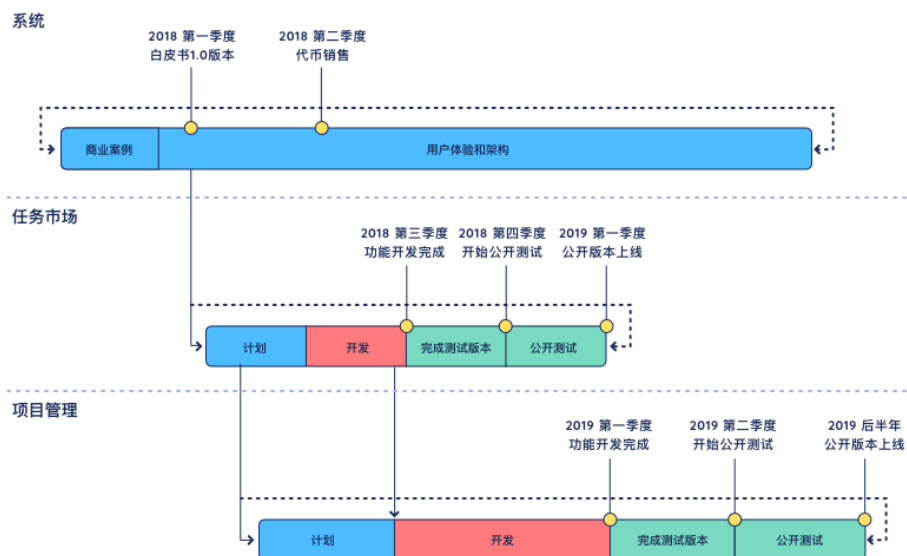 系统
2018 第一季度
白皮书1.0版本
2018 第二季度
代币销售
商业案例
用户体验和架构
任务市场
2018 第三季度
功能开发完成
2018 第四季度
开始公开测试
2019 第一季度
公开版本上线
计划
开发
完成测试版本
公开测试
项目管理
2019 第一季度
功能开发完成
2019 第二季度
开始公开测试
2019 后半年
公开版本上线
计划
开发
完成测试版本
公开测试